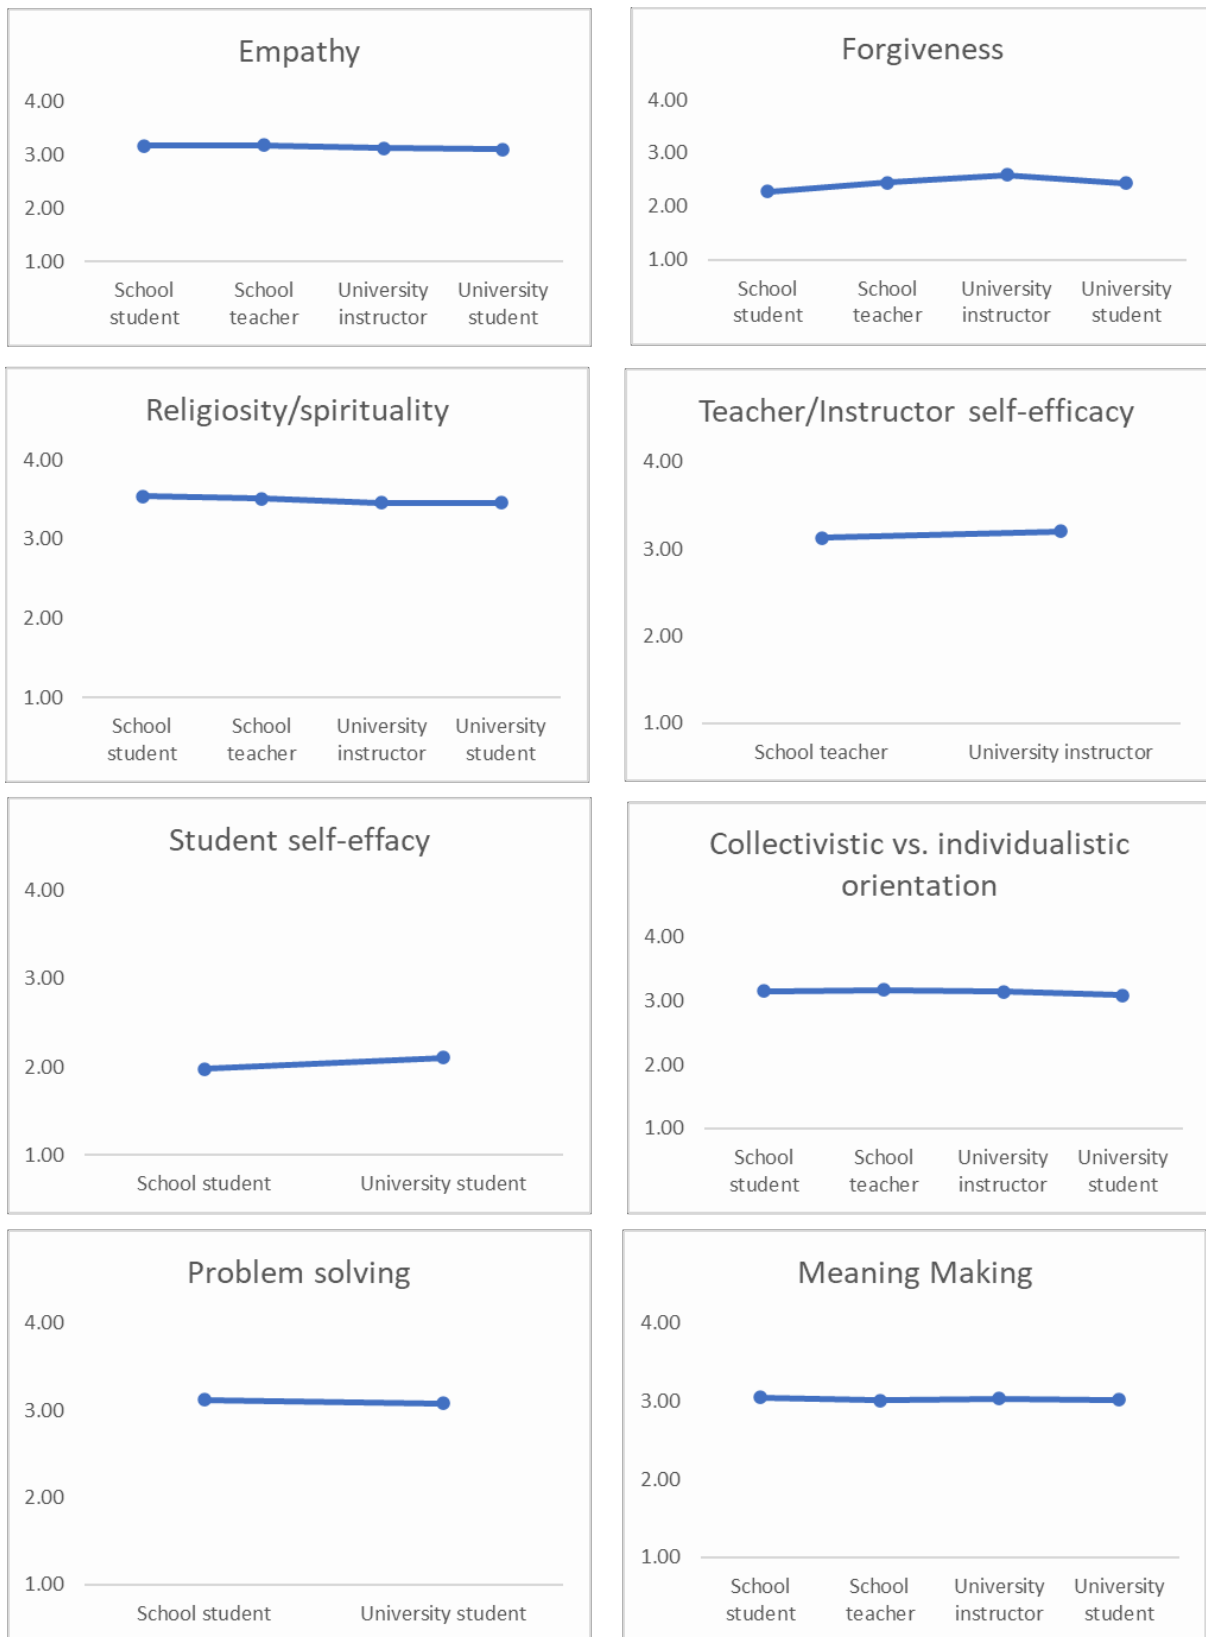 Empathy
4.00
3.00
2.00
1.00
School School University University
student teacher instructor student
Forgiveness
4.00
3.00
2.00
1.00
School School University University
student teacher instructor student
Religiosity/spirituality
4.00
3.00
2.00
1.00
School School University University
student teacher instructor student
Teacher/Instructor self-efficacy
4.00
3.00
2.00
1.00
School teacher University instructor
Student self-effacy
4.00
3.00
2.00
1.00
School student University student
Collectivistic vs. individualistic
orientation
4.00
3.00
2.00
1.00
School School University University
student teacher instructor student
Problem solving
4.00
3.00
2.00
1.00
School student University student
Meaning Making
4.00
3.00
2.00
1.00
School School University University
student teacher instructor student